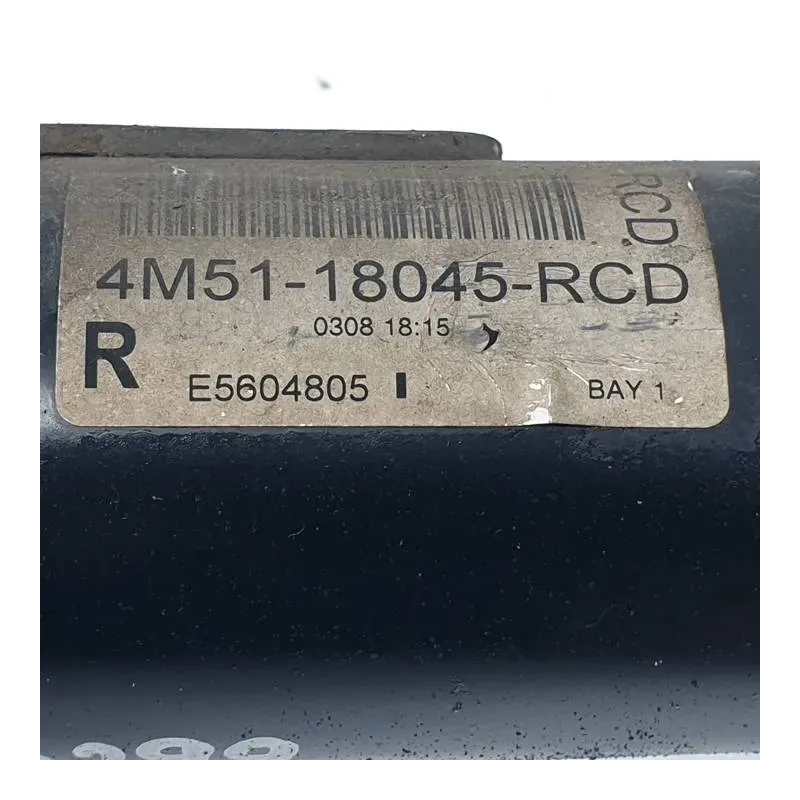 RCD
4M51-18045-RCD
0308 18:15
R
E5604805 I
BAY 1